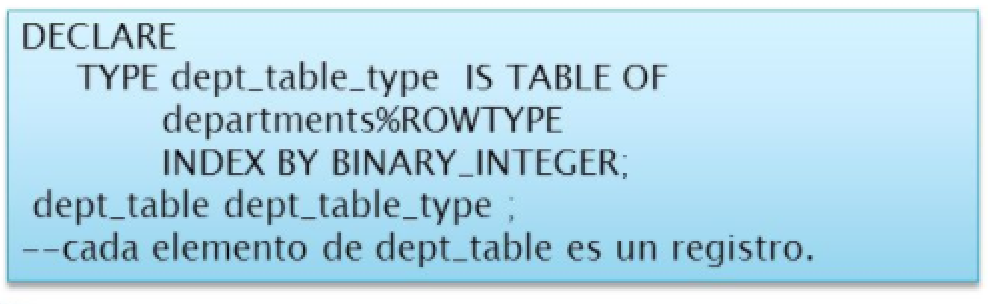 DECLARE
TYPE dept_table_type IS TABLE OF
departments%ROWTYPE
INDEX BY BINARY_INTEGER;
dept_table dept_table_type ;
--cada elemento de dept_table es un registro.